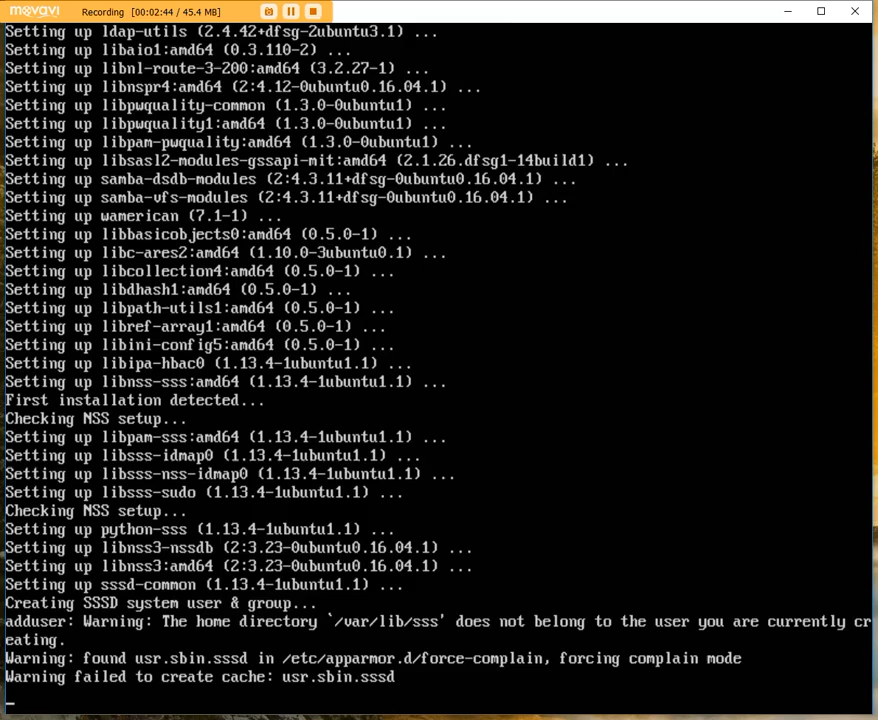 movavi Recording [00:02:44 / 45.4 MB]
Setting up ldap-utils (2.4.42+dfsg-2ubuntu3.1) ...
Setting up libaio1:amd64 (0.3.110-2) ...
Setting up libnl-route-3-200:amd64 (3.2.27-1) ...
Setting up libnspr4:amd64 (2:4.12-0ubuntu0.16.04.1) ...
Setting up libpwquality-common (1.3.0-0ubuntu1) ...
Setting up libpwquality1:amd64 (1.3.0-0ubuntu1) ...
Setting up libpam-pwquality:amd64 (1.3.0-0ubuntu1) ...
Setting up libsasl2-modules-gssapi-mit:amd64 (2.1.26.dfsg1-14build1) ...
Setting up samba-dsdb-modules (2:4.3.11+dfsg-0ubuntu0.16.04.1) ...
Setting up samba-vfs-modules (2:4.3.11+dfsg-0ubuntu0.16.04.1) ...
Setting up wamerican (7.1-1) ...
Setting up libbasicobjects0:amd64 (0.5.0-1) ...
Setting up libc-ares2:amd64 (1.10.0-3ubuntu0.1) ...
Setting up libcollection4:amd64 (0.5.0-1) ...
Setting up libdhash1:amd64 (0.5.0-1) ...
Setting up libpath-utils1:amd64 (0.5.0-1) ...
Setting up libref-array1:amd64 (0.5.0-1) ...
Setting up libini-config5:amd64 (0.5.0-1) ...
Setting up libipa-hbac0 (1.13.4-1ubuntu1.1) ...
Setting up libnss-sss:amd64 (1.13.4-1ubuntu1.1) ...
First installation detected...
Checking NSS setup...
Setting up libpam-sss:amd64 (1.13.4-1ubuntu1.1) ...
Setting up libsss-idmap0 (1.13.4-1ubuntu1.1) ...
Setting up libsss-nss-idmap0 (1.13.4-1ubuntu1.1) ...
Setting up libsss-sudo (1.13.4-1ubuntu1.1) ...
Checking NSS setup...
Setting up python-sss (1.13.4-1ubuntu1.1) ...
Setting up libnss3-nssdb (2:3.23-0ubuntu0.16.04.1) ...
Setting up libnss3:amd64 (2:3.23-0ubuntu0.16.04.1) ...
Setting up sssd-common (1.13.4-1ubuntu1.1) ...
Creating SSSD system user & group...
adduser: Warning: The home directory `/var/lib/sss' does not belong to the user you are currently cr
eating.
Warning: found usr.sbin.sssd in /etc/apparmor.d/force-complain, forcing complain mode
Warning failed to create cache: usr.sbin.sssd